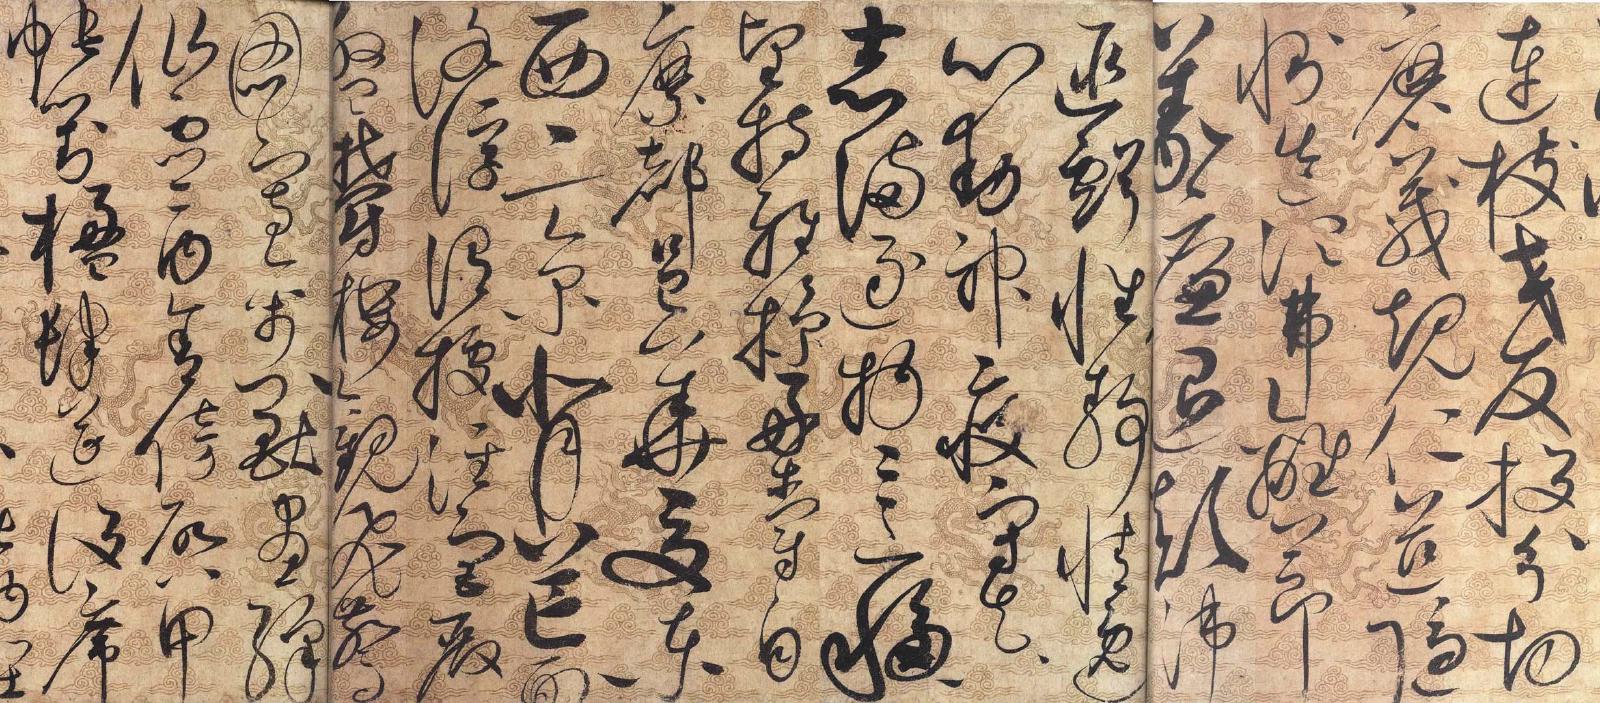 連枝交友投分切
磨箴規仁慈隱
惻造次弗離節
義廉退顛沛
匪虧性靜情逸
心動神疲守真
志滿逐物意移
堅持雅操好爵自
縻都邑華夏東
西二京背邙面
洛浮渭據涇宮殿
盤鬱樓觀飛驚
圖寫禽獸畫綵
仙靈丙舍傍啟甲
帳對楹肆筵設席